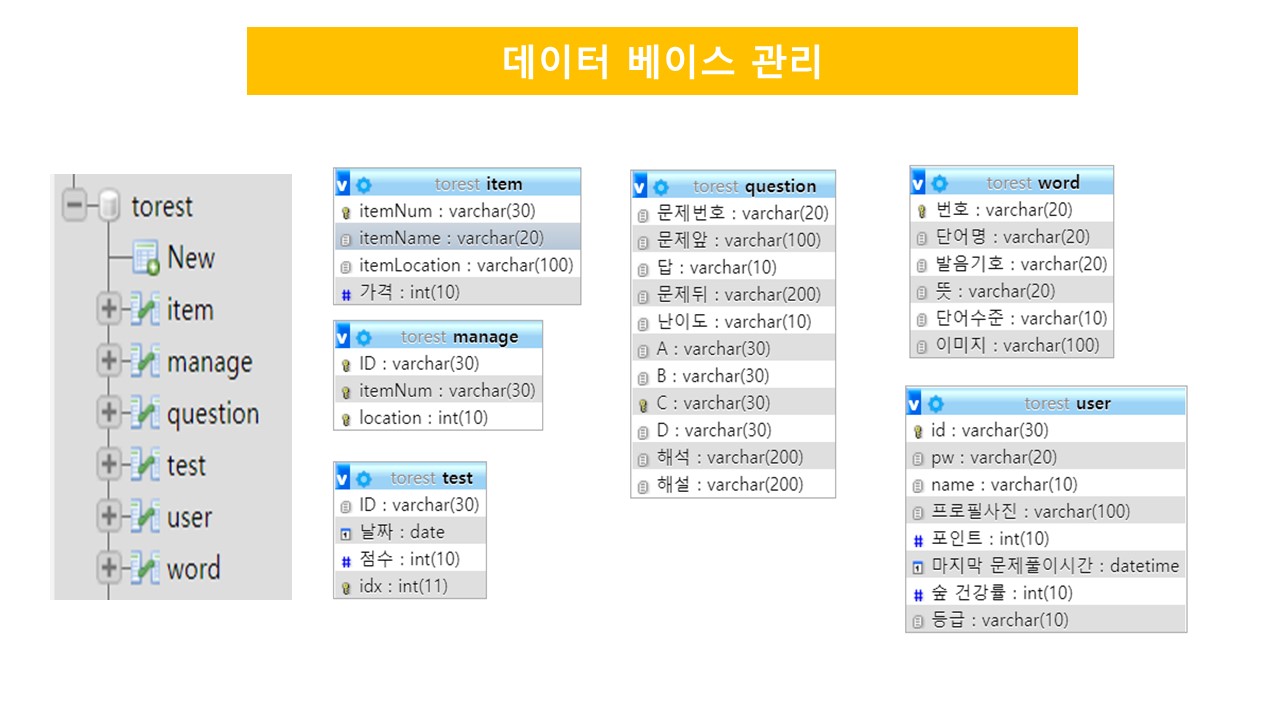 데이터 베이스 관리
torest
New
item
manage
question
test
user
word
torest item
itemNum : varchar(30)
itemName : varchar(20)
itemLocation : varchar(100)
가격 : int(10)
torest manage
ID : varchar(30)
itemNum : varchar(30)
location : int(10)
torest test
ID : varchar(30)
날짜 : date
점수 : int(10)
idx : int(11)
torest question
문제번호 : varchar(20)
문제앞 : varchar(100)
답 : varchar(10)
문제뒤 : varchar(200)
난이도 : varchar(10)
A : varchar(30)
B : varchar(30)
C : varchar(30)
D : varchar(30)
해석 : varchar(200)
해설 : varchar(200)
torest word
번호 : varchar(20)
단어명 : varchar(20)
발음기호 : varchar(20)
뜻 : varchar(20)
단어수준 : varchar(10)
이미지 : varchar(100)
torest user
id : varchar(30)
pw : varchar(20)
name : varchar(10)
프로필사진 : varchar(100)
포인트 : int(10)
마지막 문제풀이시간 : datetime
숲 건강률 : int(10)
등급 : varchar(10)